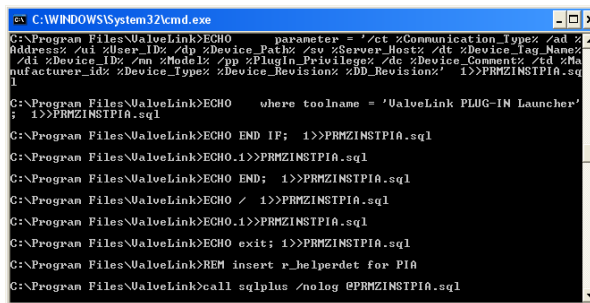 C:\WINDOWS\System32\cmd.exe
C:\Program Files\ValveLink>ECHO     parameter = '/ct %Communication_Type% /ad %
Address% /ui %User_ID% /dp %Device_Path% /sv %Server_Host% /dt %Device_Tag_Name%
 /di %Device_ID% /mn %Model% /pp %PlugIn_Privilege% /dc %Device_Comment% /td %Ma
nufacturer_id% %Device_Type% %Device_Revision% %DD_Revision%'  1>>PRMZINSTPIA.sq
l
C:\Program Files\ValveLink>ECHO     where toolname = 'ValveLink PLUG-IN Launcher'
;  1>>PRMZINSTPIA.sql
C:\Program Files\ValveLink>ECHO END IF;  1>>PRMZINSTPIA.sql
C:\Program Files\ValveLink>ECHO.1>>PRMZINSTPIA.sql
C:\Program Files\ValveLink>ECHO END;  1>>PRMZINSTPIA.sql
C:\Program Files\ValveLink>ECHO /  1>>PRMZINSTPIA.sql
C:\Program Files\ValveLink>ECHO.1>>PRMZINSTPIA.sql
C:\Program Files\ValveLink>ECHO exit; 1>>PRMZINSTPIA.sql
C:\Program Files\ValveLink>REM insert r_helperdet for PIA
C:\Program Files\ValveLink>call sqlplus /nolog @PRMZINSTPIA.sql